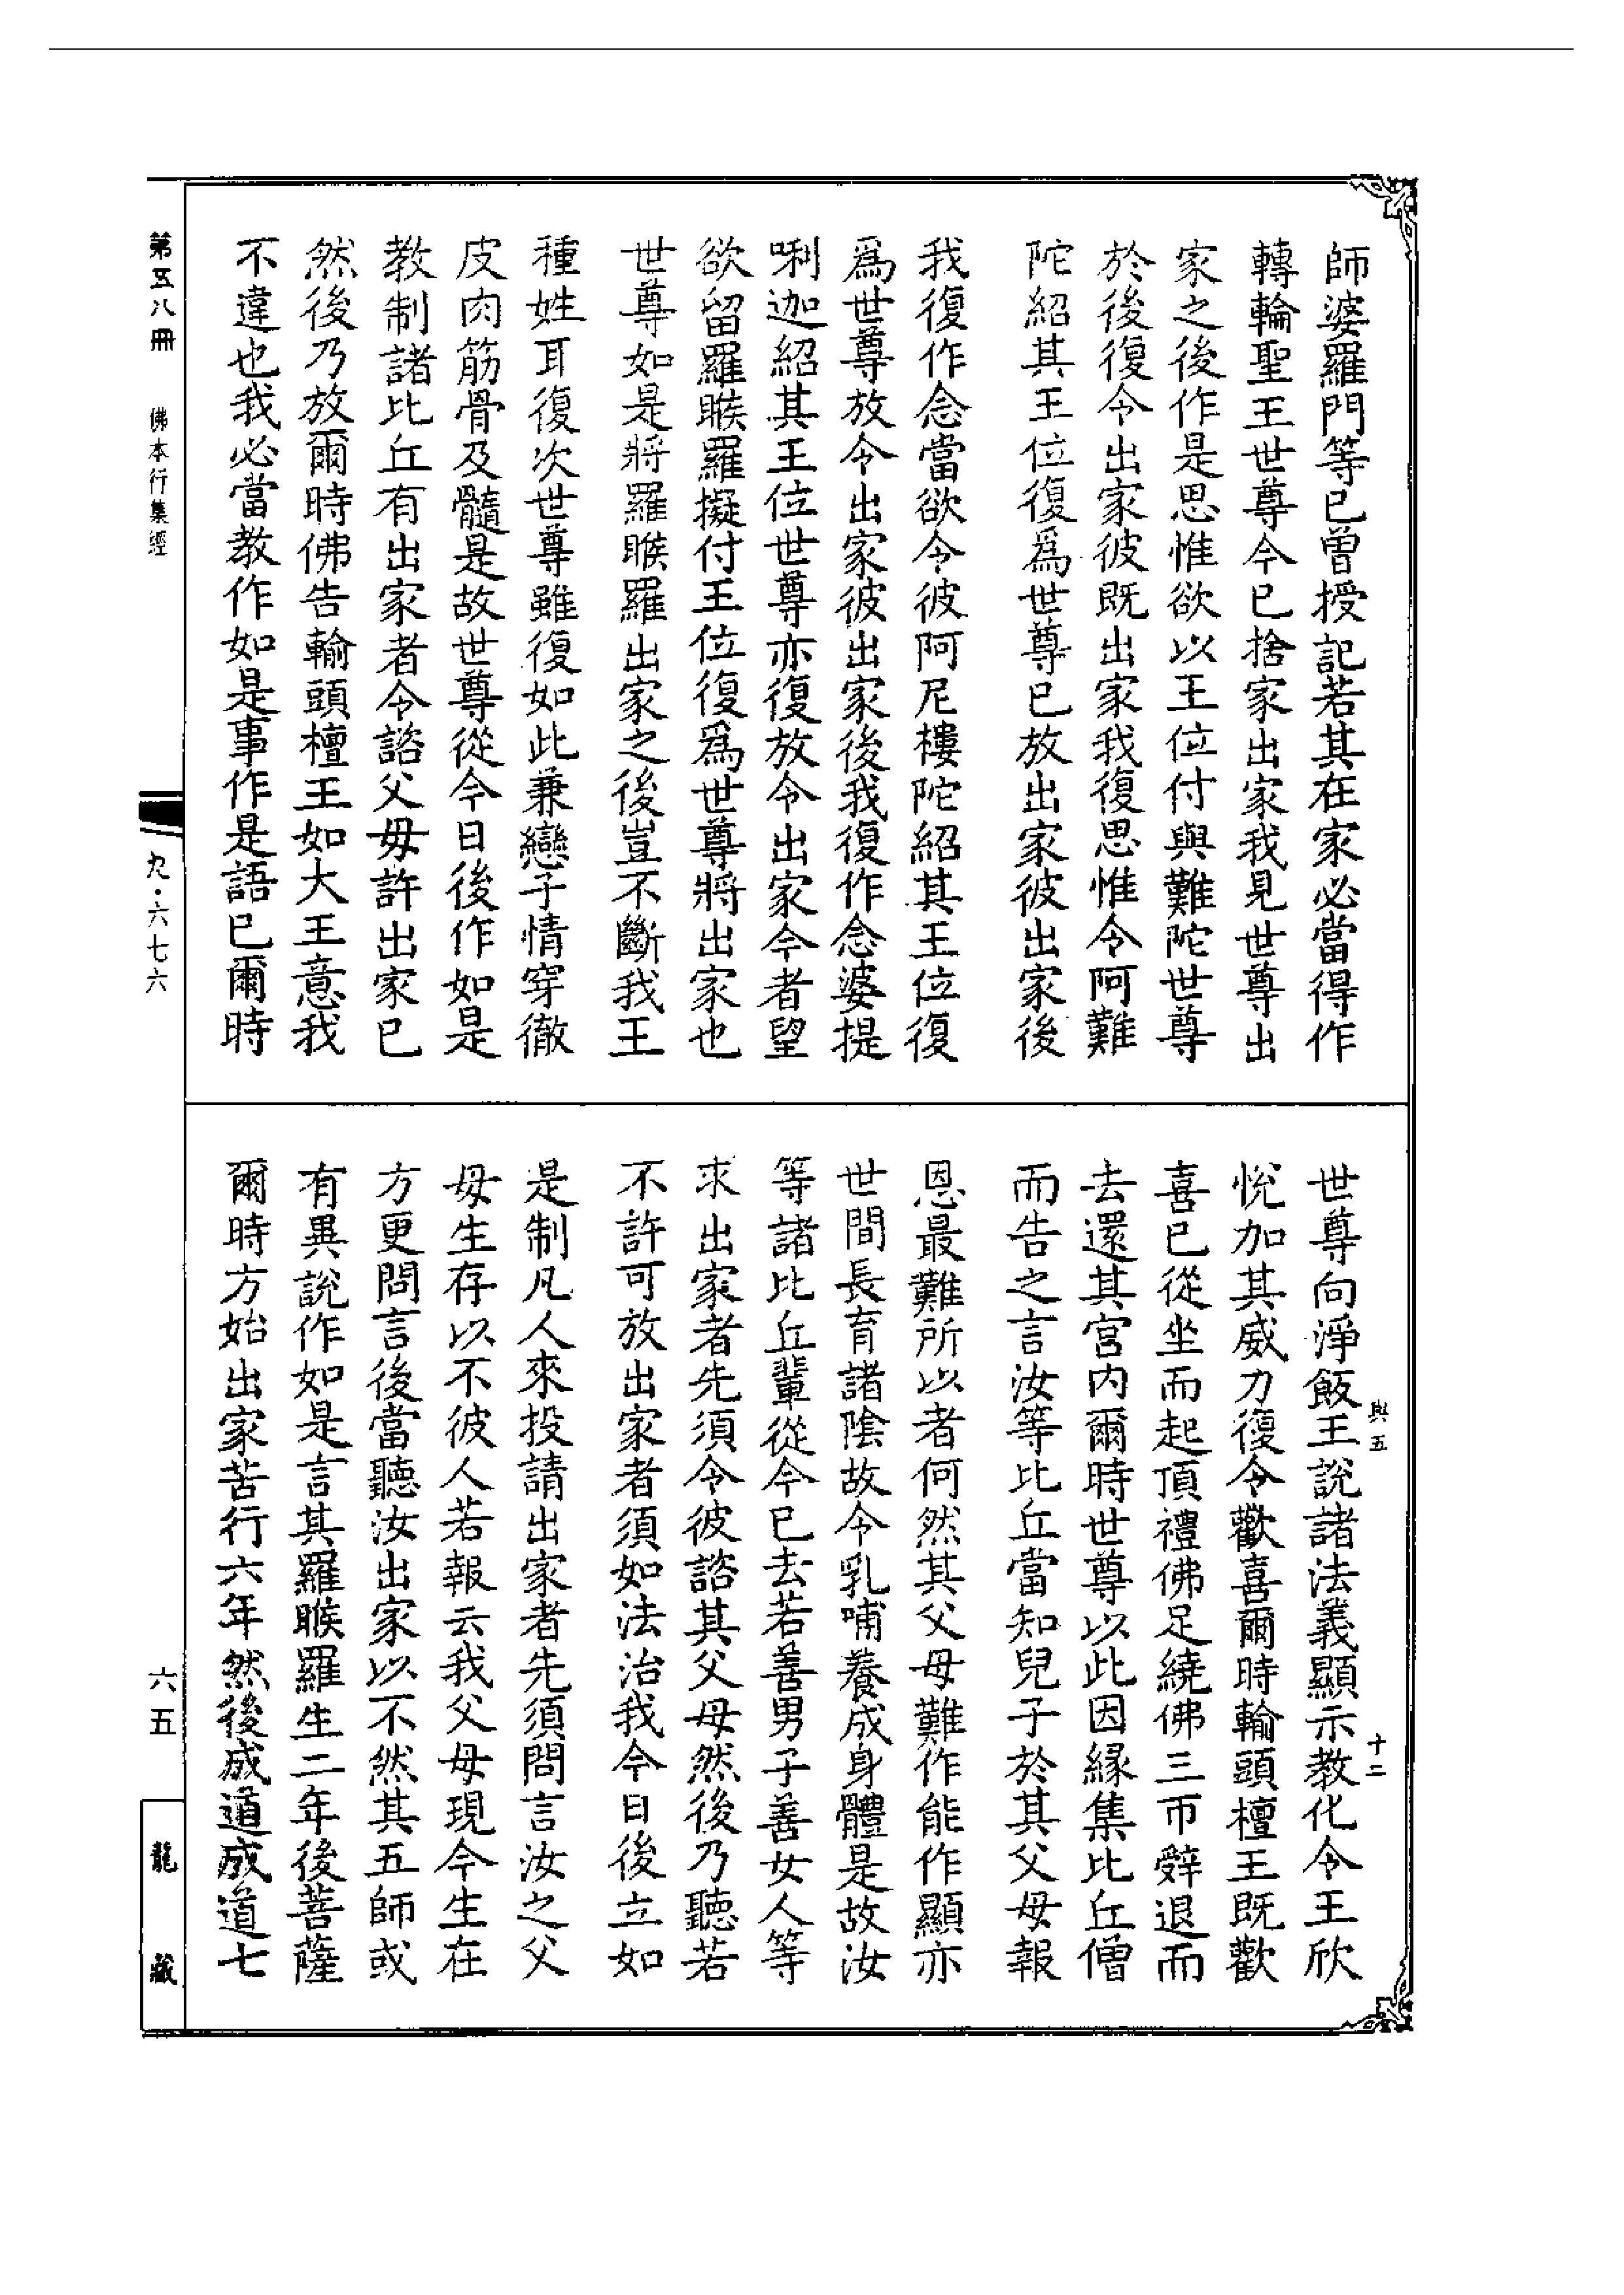 師婆羅門等已曾授記若其在家必當得作
轉輪聖王世尊今已捨家出家我見世尊出
家之後作是思惟欲以王位付與難陀世尊
於後復令出家彼既出家我復思惟令阿難
陀紹其王位復爲世尊已放出家彼出家後
我復作念當欲令彼阿尼樓陀紹其王位復
爲世尊放令出家彼出家後我復作念婆提
唎迦紹其王位世尊亦復放令出家今者望
欲留羅睺羅擬付王位復爲世尊將出家也
世尊如是將羅睺羅出家之後豈不斷我王
種姓耳復次世尊雖復如此兼戀子情穿徹
皮肉筋骨及髓是故世尊從今日後作如是
教制諸比丘有出家者令諮父母許出家已
然後乃放爾時佛告輸頭檀王如大王意我
不違也我必當教作如是事作是語已爾時
世尊向淨飯王說諸法義顯示教化令王欣
悅加其威力復令歡喜爾時輸頭檀王既歡
喜已從坐而起頂禮佛足繞佛三帀辭退而
去還其宮內爾時世尊以此因緣集比丘僧
而告之言汝等比丘當知兒子於其父母報
恩最難所以者何然其父母難作能作顯亦
世間長育諸陰故令乳哺養成身體是故汝
等諸比丘輩從今已去若善男子善女人等
求出家者先須令彼諮其父母然後乃聽若
不許可放出家者須如法治我今日後立如
是制凡人來投請出家者先須問言汝之父
母生存以不彼人若報云我父母現今生在
方更問言後當聽汝出家以不然其五師或
有異說作如是言其羅睺羅生二年後菩薩
爾時方始出家苦行六年然後成道成道七
與五
十二
第五八冊 佛本行集經
九·六七六
六五
龍藏